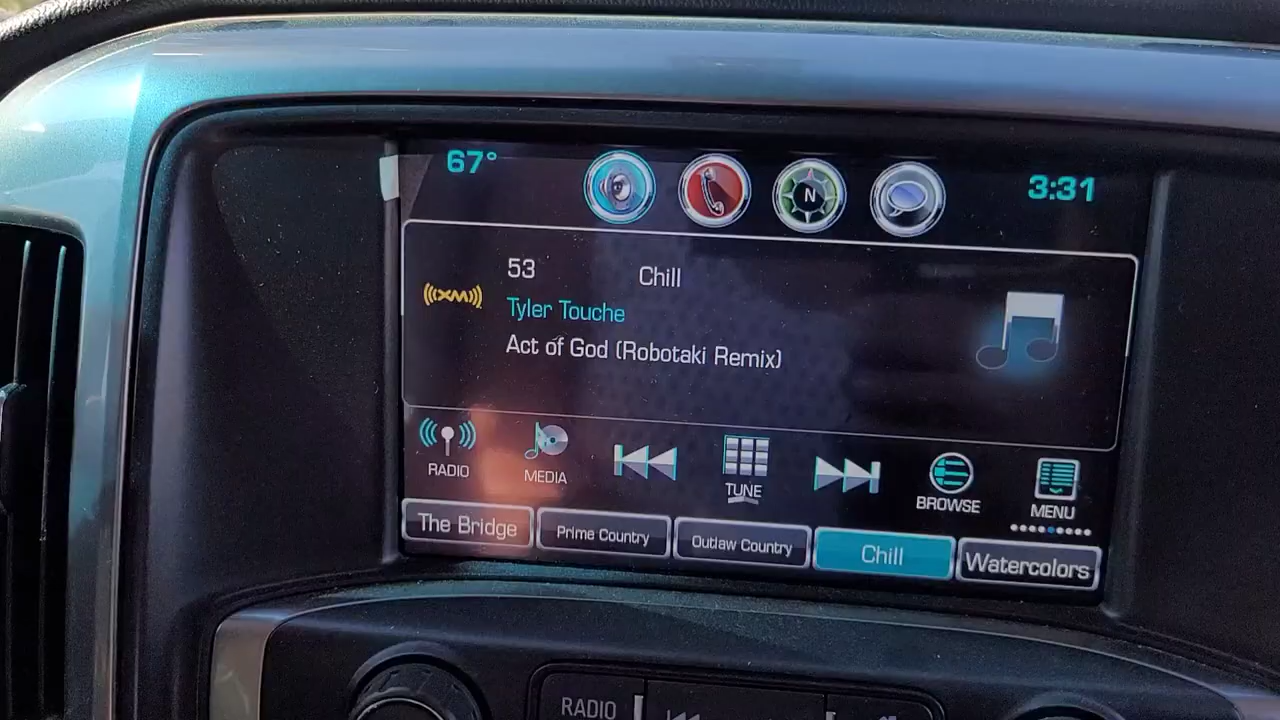 67°
N
3:31
53 Chill
((XM))
Tyler Touche
Act of God (Robotaki Remix)
RADIO
MEDIA
TUNE
BROWSE
MENU
The Bridge
Prime Country
Outlaw Country
Chill
Watercolors
RADIO